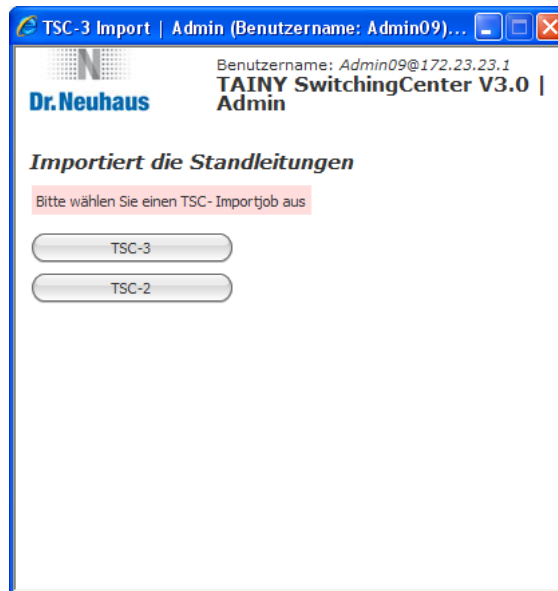 TSC-3 Import | Admin (Benutzername: Admin09)...
N
Dr.Neuhaus
Benutzername: Admin09@172.23.23.1
TAINY SwitchingCenter V3.0 |
Admin
Importiert die Standleitungen
Bitte wählen Sie einen TSC- Importjob aus
TSC-3
TSC-2